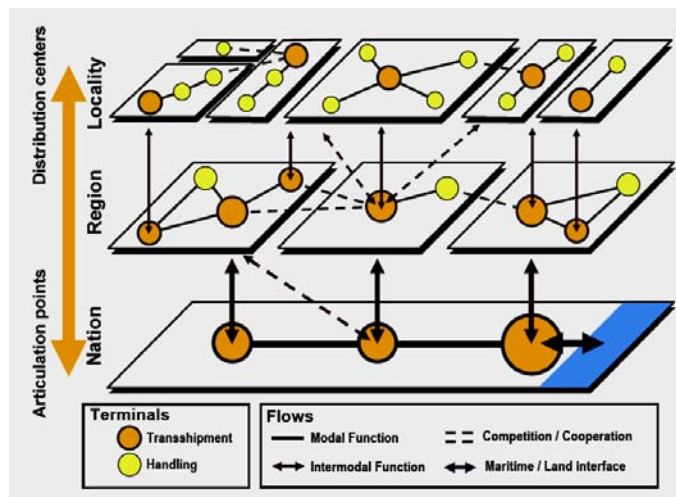 Distribution centers
Locality
Region
Articulation points
Nation
Terminals
Transshipment
Handling
Flows
Modal Function
Competition / Cooperation
Intermodal Function
Maritime / Land interface